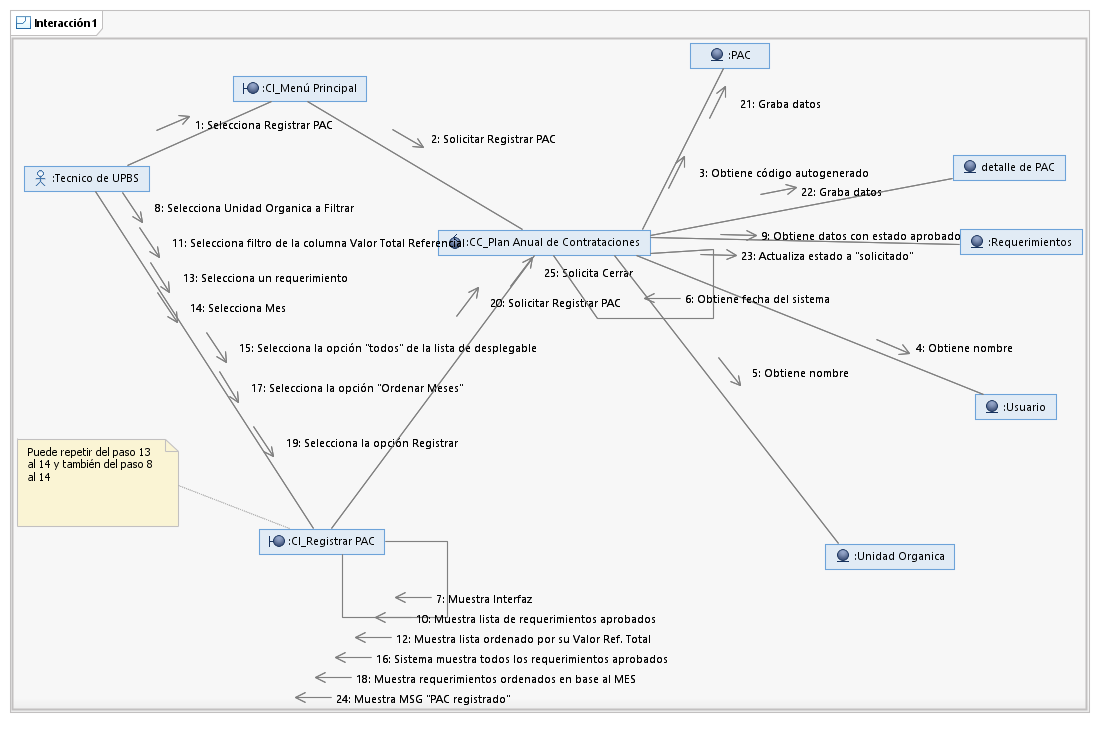 Interacción1
:PAC
:CI_Menú Principal
21: Graba datos
1: Selecciona Registrar PAC
2: Solicitar Registrar PAC
detalle de PAC
3: Obtiene código autogenerado
:Tecnico de UPBS
22: Graba datos
8: Selecciona Unidad Organica a Filtrar
9: Obtiene datos con estado aprobado
11: Selecciona filtro de la columna Valor Total Referencial
:CC_Plan Anual de Contrataciones
:Requerimientos
23: Actualiza estado a "solicitado"
25: Solicita Cerrar
13: Selecciona un requerimiento
6: Obtiene fecha del sistema
20: Solicitar Registrar PAC
14: Selecciona Mes
15: Selecciona la opción "todos" de la lista de desplegable
4: Obtiene nombre
5: Obtiene nombre
17: Selecciona la opción "Ordenar Meses"
:Usuario
19: Selecciona la opción Registrar
Puede repetir del paso 13
al 14 y también del paso 8
al 14
:CI_Registrar PAC
:Unidad Organica
7: Muestra Interfaz
10: Muestra lista de requerimientos aprobados
12: Muestra lista ordenado por su Valor Ref. Total
16: Sistema muestra todos los requerimientos aprobados
18: Muestra requerimientos ordenados en base al MES
24: Muestra MSG "PAC registrado"